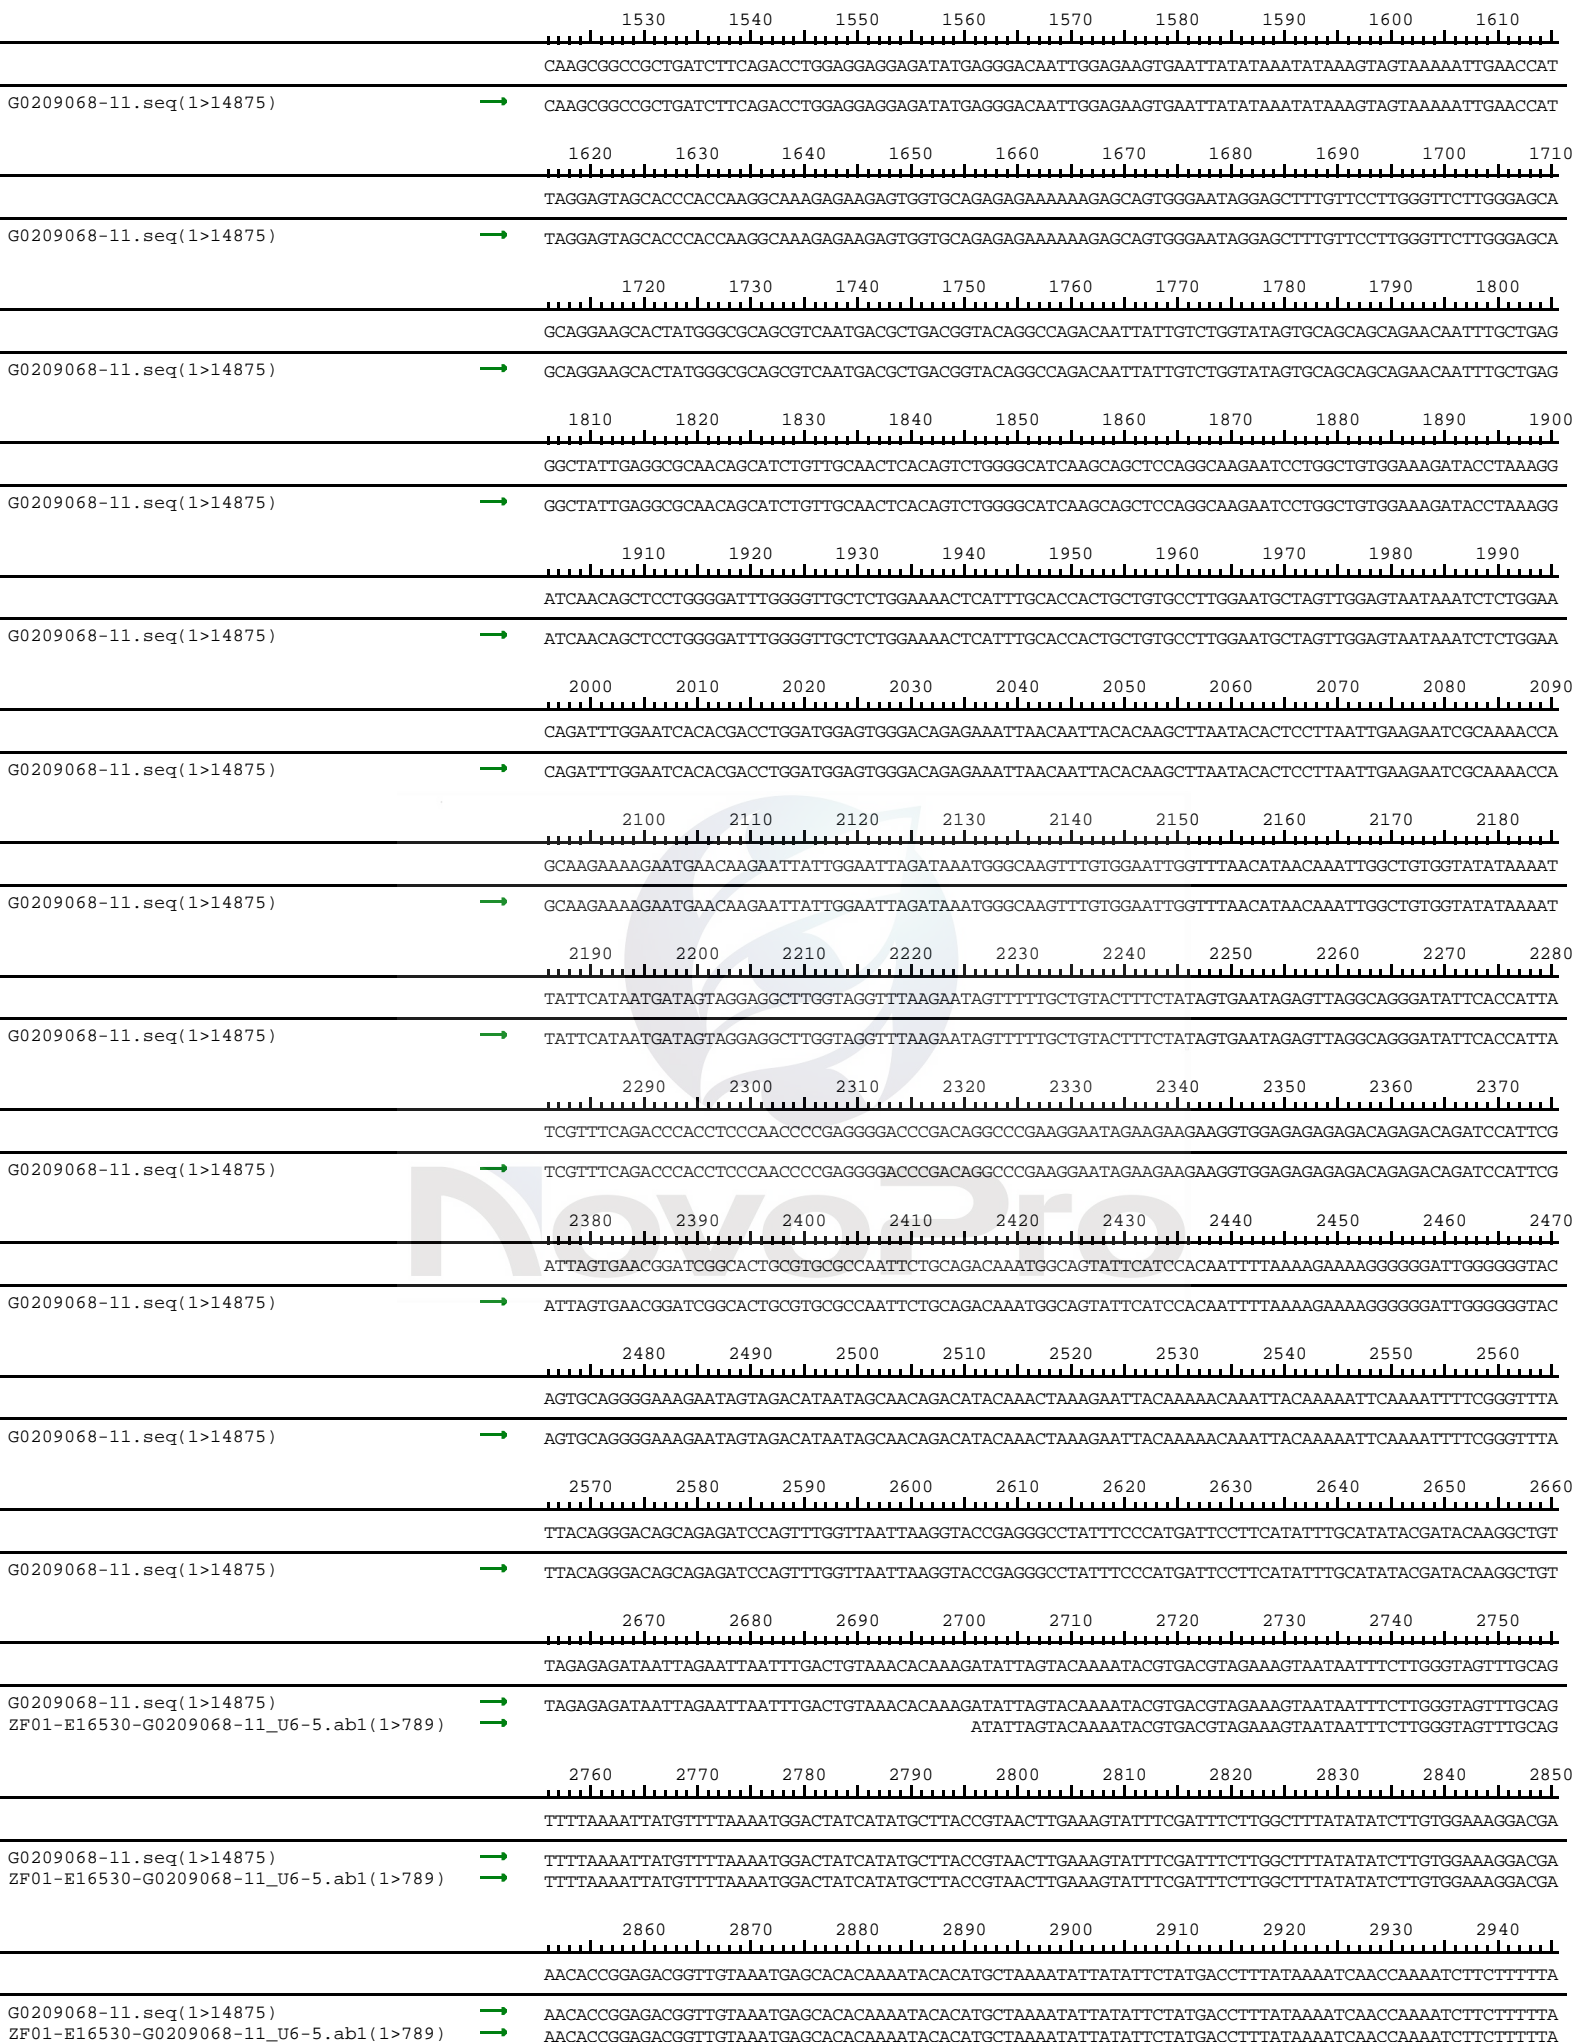 1530 1540 1550 1560 1570 1580 1590 1600 1610
CAAGCGGCCGCTGATCTTCAGACCTGGAGGAGGAGATATGAGGGACAATTGGAGAAGTGAATTATATAAATATAAAGTAGTAAAAATTGAACCAT
G0209068-11.seq(1>14875) CAAGCGGCCGCTGATCTTCAGACCTGGAGGAGGAGATATGAGGGACAATTGGAGAAGTGAATTATATAAATATAAAGTAGTAAAAATTGAACCAT
1620 1630 1640 1650 1660 1670 1680 1690 1700 1710
TAGGAGTAGCACCCACCAAGGCAAAGAGAAGAGTGGTGCAGAGAGAAAAAAGAGCAGTGGGAATAGGAGCTTTGTTCCTTGGGTTCTTGGGAGCA
G0209068-11.seq(1>14875) TAGGAGTAGCACCCACCAAGGCAAAGAGAAGAGTGGTGCAGAGAGAAAAAAGAGCAGTGGGAATAGGAGCTTTGTTCCTTGGGTTCTTGGGAGCA
1720 1730 1740 1750 1760 1770 1780 1790 1800
GCAGGAAGCACTATGGGCGCAGCGTCAATGACGCTGACGGTACAGGCCAGACAATTATTGTCTGGTATAGTGCAGCAGCAGAACAATTTGCTGAG
G0209068-11.seq(1>14875) GCAGGAAGCACTATGGGCGCAGCGTCAATGACGCTGACGGTACAGGCCAGACAATTATTGTCTGGTATAGTGCAGCAGCAGAACAATTTGCTGAG
1810 1820 1830 1840 1850 1860 1870 1880 1890 1900
GGCTATTGAGGCGCAACAGCATCTGTTGCAACTCACAGTCTGGGGCATCAAGCAGCTCCAGGCAAGAATCCTGGCTGTGGAAAGATACCTAAAGG
G0209068-11.seq(1>14875) GGCTATTGAGGCGCAACAGCATCTGTTGCAACTCACAGTCTGGGGCATCAAGCAGCTCCAGGCAAGAATCCTGGCTGTGGAAAGATACCTAAAGG
1910 1920 1930 1940 1950 1960 1970 1980 1990
ATCAACAGCTCCTGGGGATTTGGGGTTGCTCTGGAAAACTCATTTGCACCACTGCTGTGCCTTGGAATGCTAGTTGGAGTAATAAATCTCTGGAA
G0209068-11.seq(1>14875) ATCAACAGCTCCTGGGGATTTGGGGTTGCTCTGGAAAACTCATTTGCACCACTGCTGTGCCTTGGAATGCTAGTTGGAGTAATAAATCTCTGGAA
2000 2010 2020 2030 2040 2050 2060 2070 2080 2090
CAGATTTGGAATCACACGACCTGGATGGAGTGGGACAGAGAAATTAACAATTACACAAGCTTAATACACTCCTTAATTGAAGAATCGCAAAACCA
G0209068-11.seq(1>14875) CAGATTTGGAATCACACGACCTGGATGGAGTGGGACAGAGAAATTAACAATTACACAAGCTTAATACACTCCTTAATTGAAGAATCGCAAAACCA
2100 2110 2120 2130 2140 2150 2160 2170 2180
GCAAGAAAAGAATGAACAAGAATTATTGGAATTAGATAAATGGGCAAGTTTGTGGAATTGGTTTAACATAACAAATTGGCTGTGGTATATAAAAT
G0209068-11.seq(1>14875) GCAAGAAAAGAATGAACAAGAATTATTGGAATTAGATAAATGGGCAAGTTTGTGGAATTGGTTTAACATAACAAATTGGCTGTGGTATATAAAAT
2190 2200 2210 2220 2230 2240 2250 2260 2270 2280
TATTCATAATGATAGTAGGAGGCTTGGTAGGTTTAAGAATAGTTTTTGCTGTACTTTCTATAGTGAATAGAGTTAGGCAGGGATATTCACCATTA
G0209068-11.seq(1>14875) TATTCATAATGATAGTAGGAGGCTTGGTAGGTTTAAGAATAGTTTTTGCTGTACTTTCTATAGTGAATAGAGTTAGGCAGGGATATTCACCATTA
2290 2300 2310 2320 2330 2340 2350 2360 2370
TCGTTTCAGACCCACCTCCCAACCCCGAGGGGACCCGACAGGCCCGAAGGAATAGAAGAAGAAGGTGGAGAGAGAGACAGAGACAGATCCATTCG
G0209068-11.seq(1>14875) TCGTTTCAGACCCACCTCCCAACCCCGAGGGGACCCGACAGGCCCGAAGGAATAGAAGAAGAAGGTGGAGAGAGAGACAGAGACAGATCCATTCG
NovoPro
2380 2390 2400 2410 2420 2430 2440 2450 2460 2470
ATTAGTGAACGGATCGGCACTGCGTGCGCCAATTCTGCAGACAAATGGCAGTATTCATCCACAATTTTAAAAGAAAAGGGGGGATTGGGGGGTAC
G0209068-11.seq(1>14875) ATTAGTGAACGGATCGGCACTGCGTGCGCCAATTCTGCAGACAAATGGCAGTATTCATCCACAATTTTAAAAGAAAAGGGGGGATTGGGGGGTAC
2480 2490 2500 2510 2520 2530 2540 2550 2560
AGTGCAGGGGAAAGAATAGTAGACATAATAGCAACAGACATACAAACTAAAGAATTACAAAAACAAATTACAAAAATTCAAAATTTTCGGGTTTA
G0209068-11.seq(1>14875) AGTGCAGGGGAAAGAATAGTAGACATAATAGCAACAGACATACAAACTAAAGAATTACAAAAACAAATTACAAAAATTCAAAATTTTCGGGTTTA
2570 2580 2590 2600 2610 2620 2630 2640 2650 2660
TTACAGGGACAGCAGAGATCCAGTTTGGTTAATTAAGGTACCGAGGGCCTATTTCCCATGATTCCTTCATATTTGCATATACGATACAAGGCTGT
G0209068-11.seq(1>14875) TTACAGGGACAGCAGAGATCCAGTTTGGTTAATTAAGGTACCGAGGGCCTATTTCCCATGATTCCTTCATATTTGCATATACGATACAAGGCTGT
2670 2680 2690 2700 2710 2720 2730 2740 2750
TAGAGAGATAATTAGAATTAATTTGACTGTAAACACAAAGATATTAGTACAAAATACGTGACGTAGAAAGTAATAATTTCTTGGGTAGTTTGCAG
G0209068-11.seq(1>14875) TAGAGAGATAATTAGAATTAATTTGACTGTAAACACAAAGATATTAGTACAAAATACGTGACGTAGAAAGTAATAATTTCTTGGGTAGTTTGCAG
ZF01-E16530-G0209068-11_U6-5.ab1(1>789) ATATTAGTACAAAATACGTGACGTAGAAAGTAATAATTTCTTGGGTAGTTTGCAG
2760 2770 2780 2790 2800 2810 2820 2830 2840 2850
TTTTAAAATTATGTTTTAAAATGGACTATCATATGCTTACCGTAACTTGAAAGTATTTCGATTTCTTGGCTTTATATATCTTGTGGAAAGGACGA
G0209068-11.seq(1>14875) TTTTAAAATTATGTTTTAAAATGGACTATCATATGCTTACCGTAACTTGAAAGTATTTCGATTTCTTGGCTTTATATATCTTGTGGAAAGGACGA
ZF01-E16530-G0209068-11_U6-5.ab1(1>789) TTTTAAAATTATGTTTTAAAATGGACTATCATATGCTTACCGTAACTTGAAAGTATTTCGATTTCTTGGCTTTATATATCTTGTGGAAAGGACGA
2860 2870 2880 2890 2900 2910 2920 2930 2940
AACACCGGAGACGGTTGTAAATGAGCACACAAAATACACATGCTAAAATATTATATTCTATGACCTTTATAAAATCAACCAAAATCTTCTTTTTA
G0209068-11.seq(1>14875) AACACCGGAGACGGTTGTAAATGAGCACACAAAATACACATGCTAAAATATTATATTCTATGACCTTTATAAAATCAACCAAAATCTTCTTTTTA
ZF01-E16530-G0209068-11_U6-5.ab1(1>789) AACACCGGAGACGGTTGTAAATGAGCACACAAAATACACATGCTAAAATATTATATTCTATGACCTTTATAAAATCAACCAAAATCTTCTTTTTA